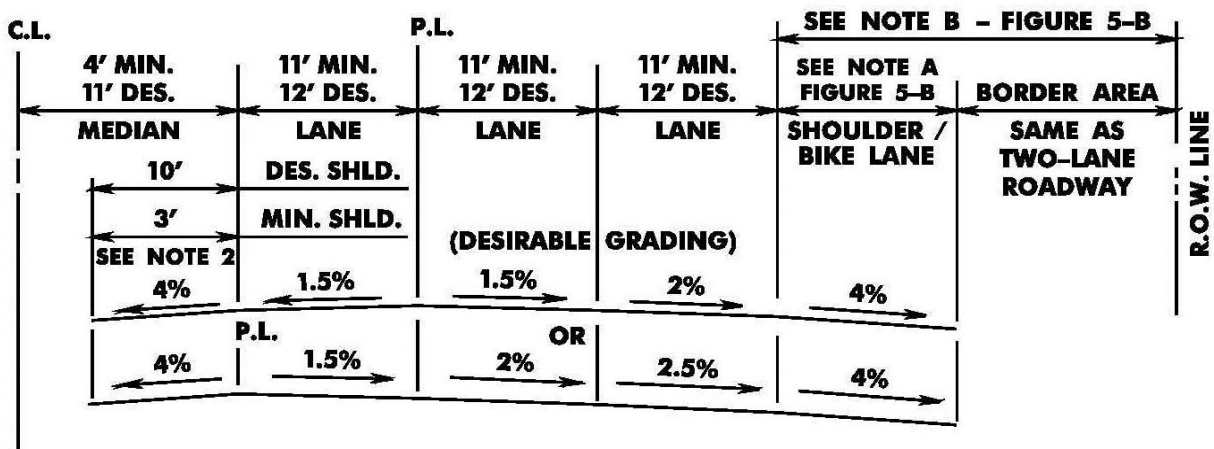 SEE NOTE B – FIGURE 5–B
C.L.
P.L.
4' MIN.
11' DES.
MEDIAN
11' MIN.
12' DES.
LANE
11' MIN.
12' DES.
LANE
11' MIN.
12' DES.
LANE
SEE NOTE A
FIGURE 5–B
SHOULDER /
BIKE LANE
BORDER AREA
SAME AS
TWO–LANE
ROADWAY
R.O.W. LINE
10' DES. SHLD.
3' MIN. SHLD.
SEE NOTE 2
(DESIRABLE GRADING)
4% 1.5% 1.5% 2% 4%
P.L. OR
4% 1.5% 2% 2.5% 4%